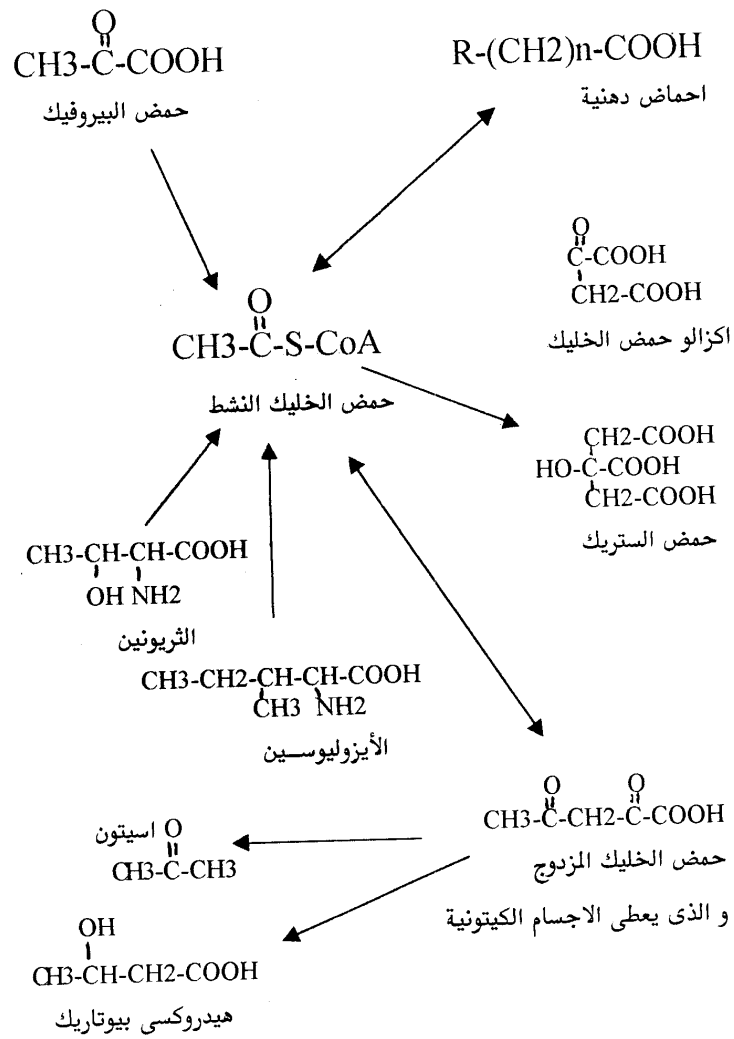 O
CH3-C-COOH
حمض البيروفيك
R-(CH2)n-COOH
احماض دهنية
O
C-COOH
CH2-COOH
اكزالو حمض الخليك
O
CH3-C-S-CoA
حمض الخليك النشط
CH2-COOH
HO-C-COOH
CH2-COOH
حمض الستريك
CH3-CH-CH-COOH
OH NH2
الثريونين
CH3-CH2-CH-CH-COOH
CH3 NH2
الأيزوليوســين
O O
CH3-C-CH2-C-COOH
حمض الخليك المزدوج
و الذى يعطى الاجسام الكيتونية
اسيتون O
CH3-C-CH3
OH
CH3-CH-CH2-COOH
هيدروكسى بيوتاريك